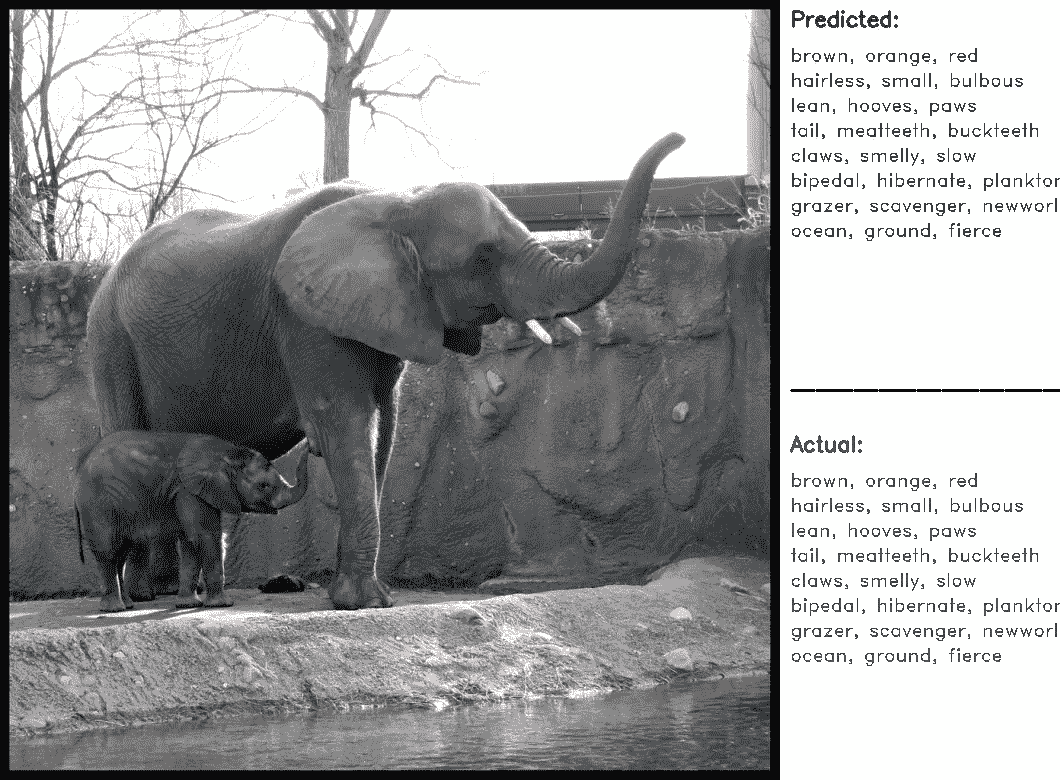 Predicted:
brown, orange, red
hairless, small, bulbous
lean, hooves, paws
tail, meatteeth, buckteeth
claws, smelly, slow
bipedal, hibernate, plankton
grazer, scavenger, newworl
ocean, ground, fierce
Actual:
brown, orange, red
hairless, small, bulbous
lean, hooves, paws
tail, meatteeth, buckteeth
claws, smelly, slow
bipedal, hibernate, plankton
grazer, scavenger, newworl
ocean, ground, fierce